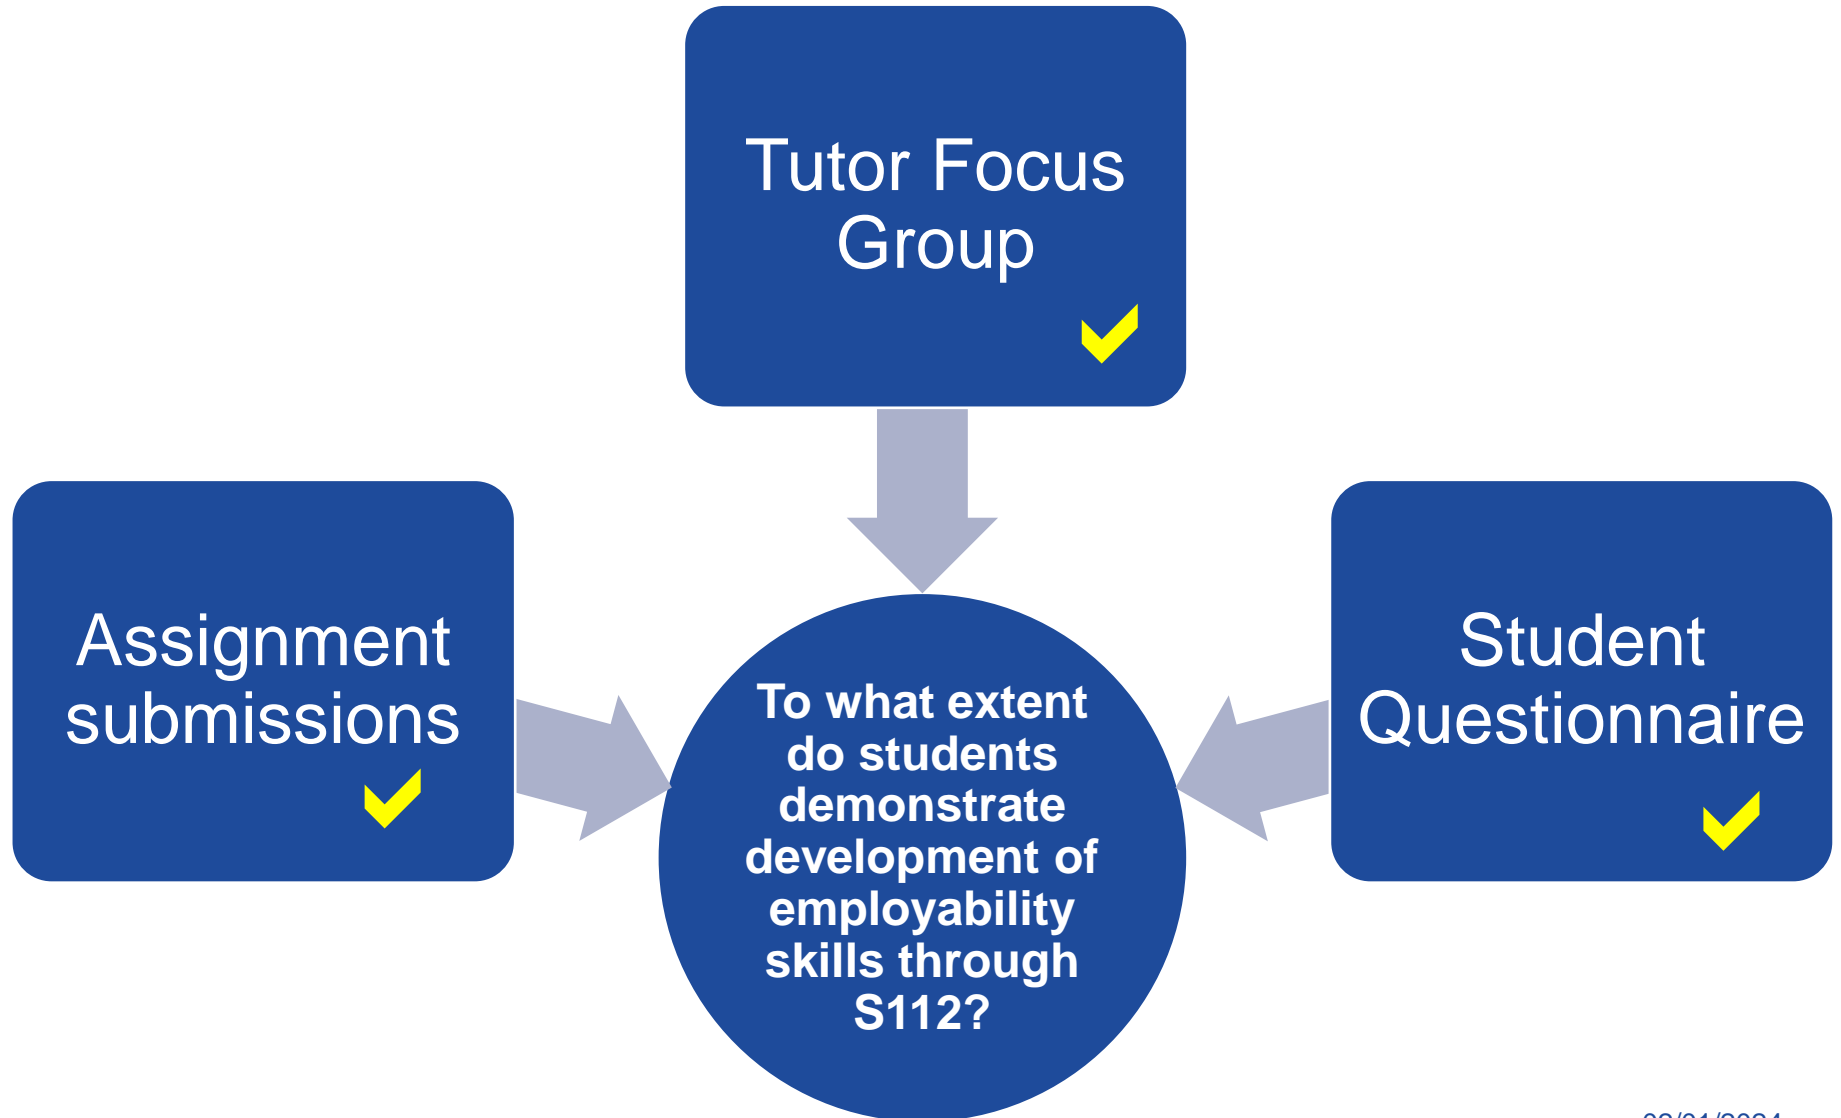 Tutor Focus
Group
Assignment
submissions
Student
Questionnaire
To what extent
do students
demonstrate
development of
employability
skills through
S112?